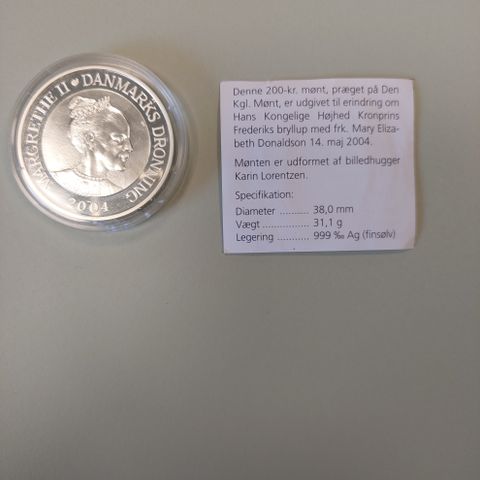 MARGRETHE II ♥ DANMARKS DRONNING
2004
Denne 200-kr. mønt, præget på Den
Kgl. Mønt, er udgivet til erindring om
Hans Kongelige Højhed Kronprins
Frederiks bryllup med frk. Mary Eliza-
beth Donaldson 14. maj 2004.
Mønten er udformet af billedhugger
Karin Lorentzen.
Specifikation:
Diameter .......... 38,0 mm
Vægt ................ 31,1 g
Legering ........... 999 ‰ Ag (finsølv)